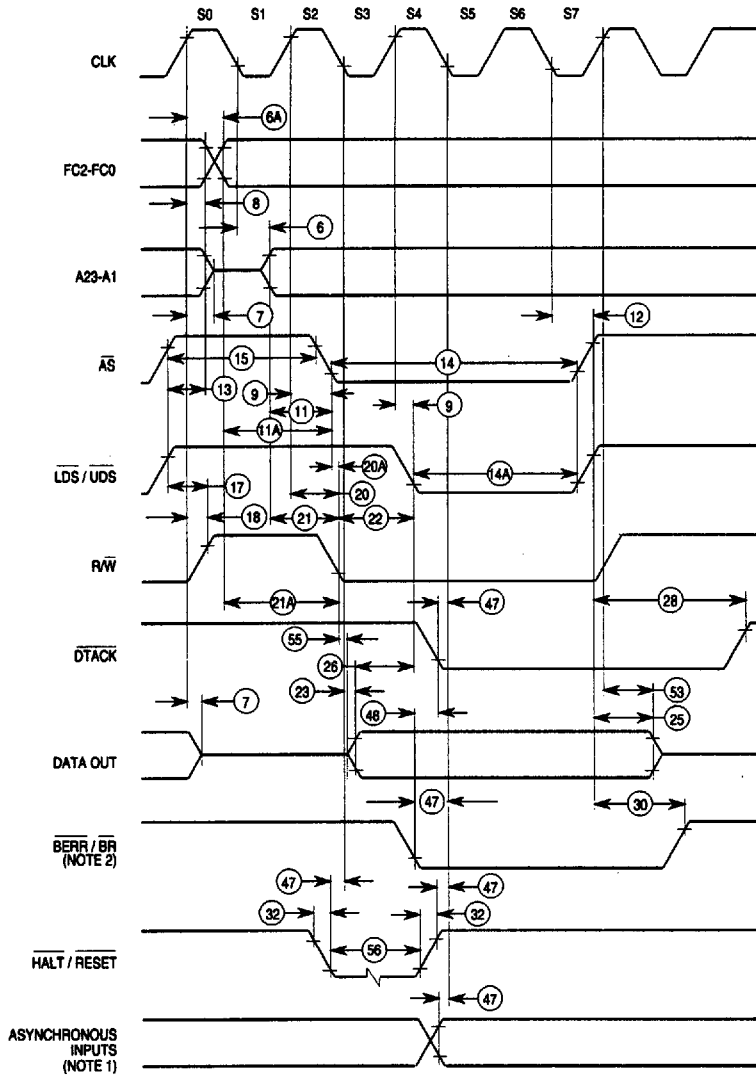 S0 S1 S2 S3 S4 S5 S6 S7
CLK
6A
FC2-FC0
8
6
A23-A1
7
12
AS
15
14
13
9
11
9
11A
LDS / UDS
20A
14A
17
20
18
21
22
R/W
21A
47
28
DTACK
55
26
23
53
7
48
25
DATA OUT
47
30
BERR / BR
(NOTE 2)
47
47
32
32
56
HALT / RESET
47
ASYNCHRONOUS
INPUTS
(NOTE 1)